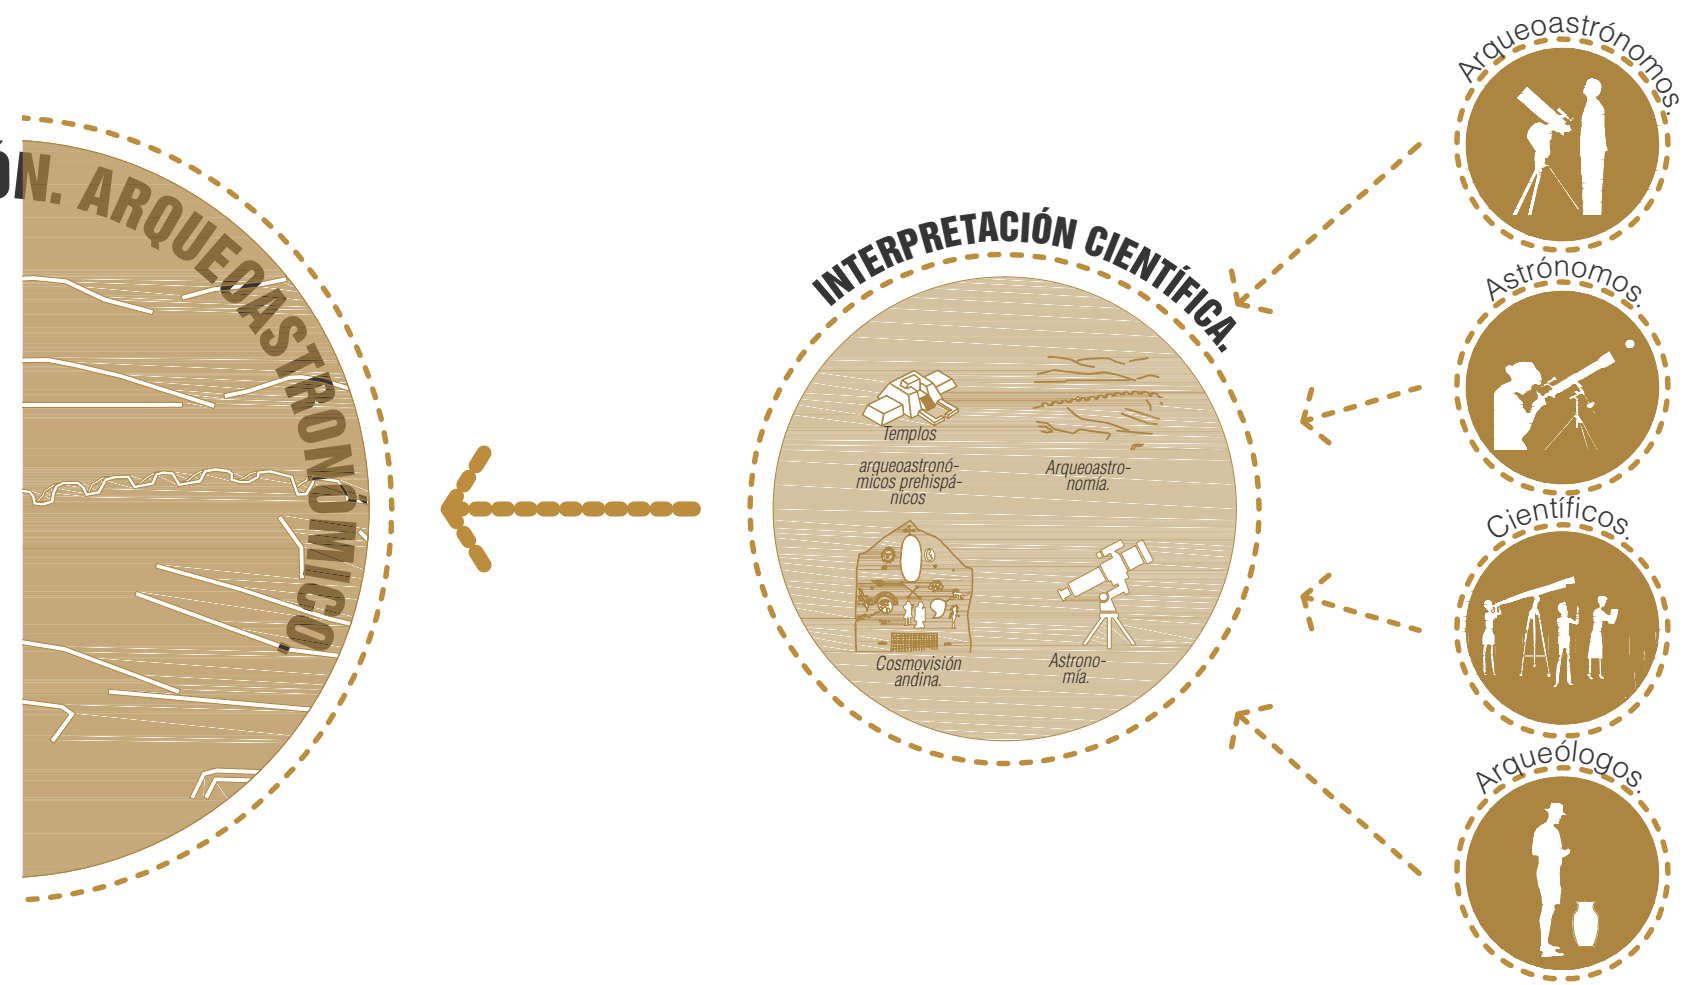 ÓN. ARQUEOASTRONÓMICO.
INTERPRETACIÓN CIENTÍFICA.
Templos
arqueoastronó-
micos prehispá-
nicos
Arqueoastro-
nomía.
Cosmovisión
andina.
Astrono-
mía.
Arqueoastrónomos.
Astrónomos.
Científicos.
Arqueólogos.